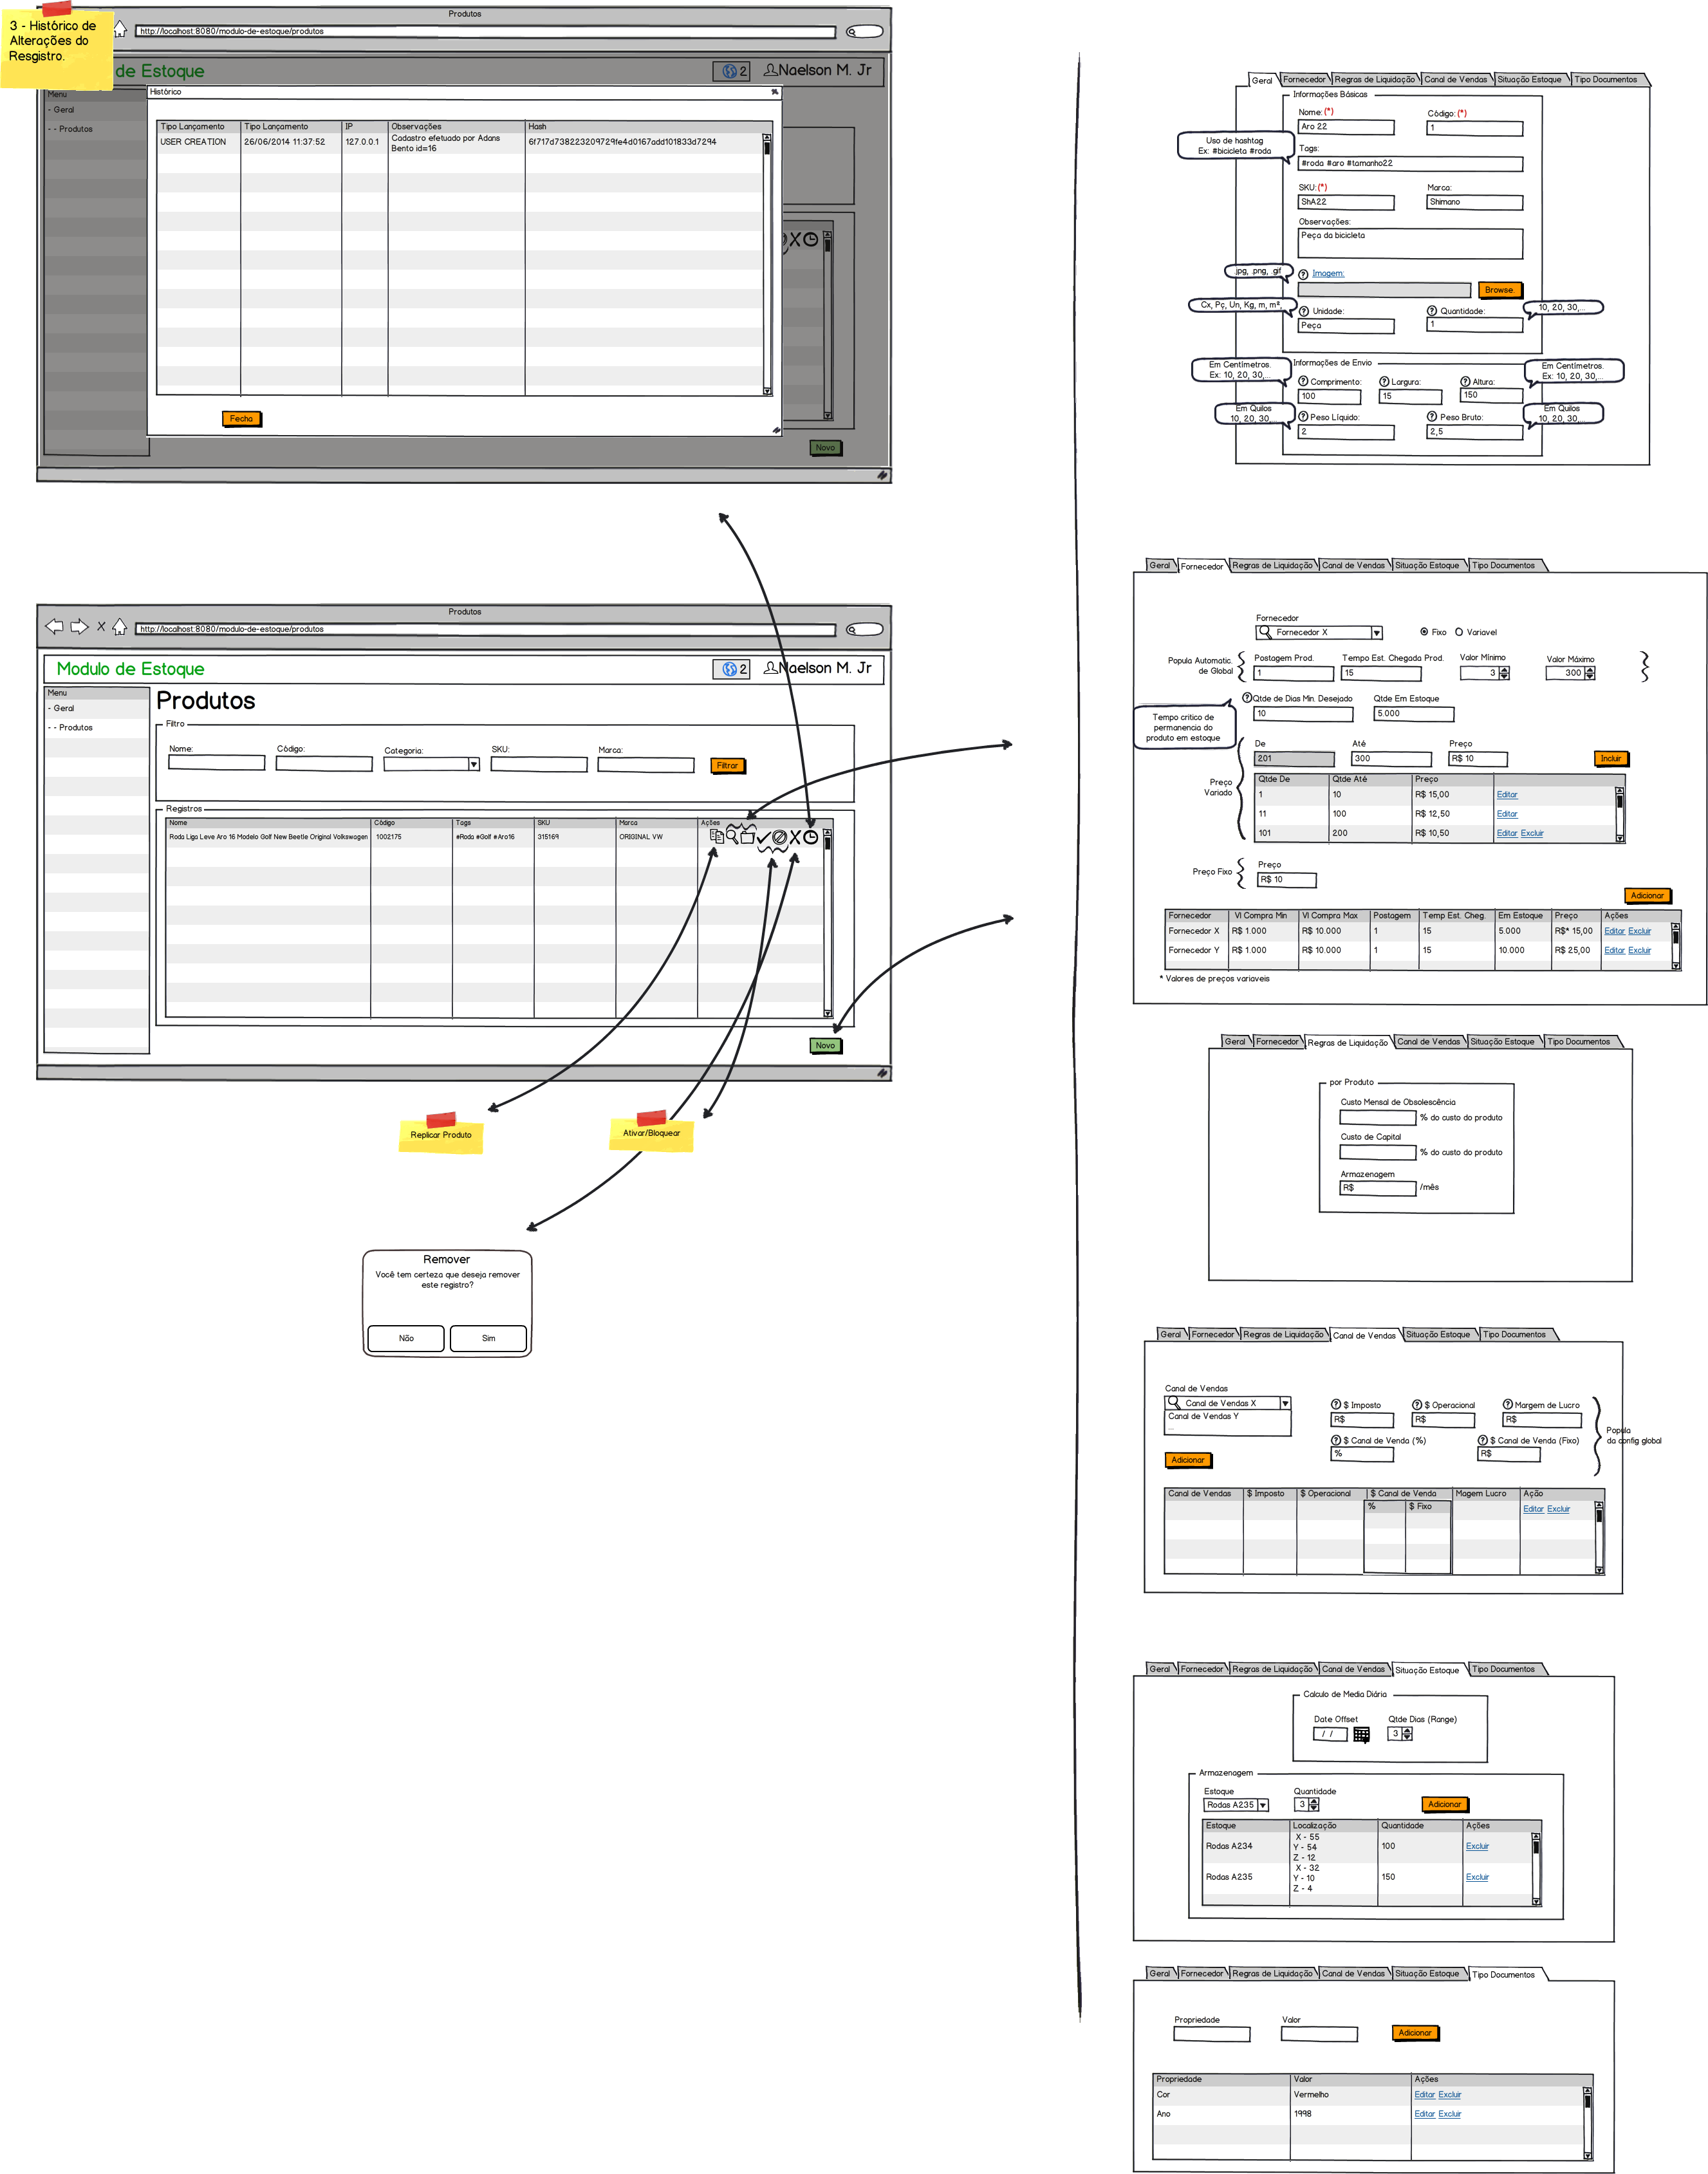 3 - Histórico de
Alterações do
Resgistro.
Produtos
http://localhost:8080/modulo-de-estoque/produtos
de Estoque
2
Naelson M. Jr
Menu
- Geral
- - Produtos
Histórico
Tipo Lançamento Tipo Lançamento IP Observações Hash
USER CREATION 26/06/2014 11:37:52 127.0.0.1 Cadastro efetuado por Adans
Bento id=16
6f717d738223209729fe4d0167add101833d7294
Fecha
Novo
Produtos
http://localhost:8080/modulo-de-estoque/produtos
Modulo de Estoque
2
Naelson M. Jr
Menu
- Geral
- - Produtos
Produtos
Filtro
Nome: Código: Categoria: SKU: Marca:
Filtrar
Registros
Nome Código Tags SKU Marca Ações
Roda Liga Leve Aro 16 Modelo Golf New Beetle Original Volkswagen 1002175 #Roda #Golf #Aro16 315169 ORIGINAL VW
Novo
Replicar Produto
Ativar/Bloquear
Remover
Você tem certeza que deseja remover
este registro?
Não Sim
Geral Fornecedor Regras de Liquidação Canal de Vendas Situação Estoque Tipo Documentos
Informações Básicas
Nome: (*) Código: (*)
Aro 22 1
Uso de hashtag
Ex: #bicicleta #roda
Tags:
#roda #aro #tamanho22
SKU: (*) Marca:
ShA22 Shimano
Observações:
Peça da bicicleta
.jpg, .png, .gif
? Imagem:
Browse.
Cx, Pç, Un, Kg, m, m²,
? Unidade: ? Quantidade:
10, 20, 30,...
Peça 1
Informações de Envio
Em Centímetros.
Ex: 10, 20, 30,...
Em Centímetros.
Ex: 10, 20, 30,...
? Comprimento: ? Largura: ? Altura:
100 15 150
Em Quilos
10, 20, 30,
Em Quilos
10, 20, 30,...
? Peso Líquido: ? Peso Bruto:
2 2,5
Geral Fornecedor Regras de Liquidação Canal de Vendas Situação Estoque Tipo Documentos
Fornecedor
Fornecedor X
Fixo Variavel
Popula Automatic.
de Global
Postagem Prod. Tempo Est. Chegada Prod. Valor Mínimo Valor Máximo
1 15 3 300
? Qtde de Dias Min. Desejado Qtde Em Estoque
10 5.000
Tempo critico de
permanencia do
produto em estoque
De Até Preço
201 300 R$ 10
Incluir
Preço
Variado
Qtde De Qtde Até Preço
1 10 R$ 15,00 Editar
11 100 R$ 12,50 Editar
101 200 R$ 10,50 Editar Excluir
Preço Fixo
Preço
R$ 10
Adicionar
Fornecedor Vl Compra Min Vl Compra Max Postagem Temp Est. Cheg. Em Estoque Preço Ações
Fornecedor X R$ 1.000 R$ 10.000 1 15 5.000 R$* 15,00 Editar Excluir
Fornecedor Y R$ 1.000 R$ 10.000 1 15 10.000 R$ 25,00 Editar Excluir
* Valores de preços variaveis
Geral Fornecedor Regras de Liquidação Canal de Vendas Situação Estoque Tipo Documentos
por Produto
Custo Mensal de Obsolescência
% do custo do produto
Custo de Capital
% do custo do produto
Armazenagem
R$ /mês
Geral Fornecedor Regras de Liquidação Canal de Vendas Situação Estoque Tipo Documentos
Canal de Vendas
Canal de Vendas X
Canal de Vendas Y
? $ Imposto ? $ Operacional ? Margem de Lucro
R$ R$ R$
? $ Canal de Venda (%) ? $ Canal de Venda (Fixo)
% R$
Popula
da config global
Adicionar
Canal de Vendas $ Imposto $ Operacional $ Canal de Venda Magem Lucro Ação
% $ Fixo
Editar Excluir
Geral Fornecedor Regras de Liquidação Canal de Vendas Situação Estoque Tipo Documentos
Calculo de Media Diária
Date Offset Qtde Dias (Range)
/ / 3
Armazenagem
Estoque Quantidade
Rodas A235 3
Adicionar
Estoque Localização Quantidade Ações
Rodas A234 X - 55
Y - 54
Z - 12
100 Excluir
Rodas A235 X - 32
Y - 10
Z - 4
150 Excluir
Geral Fornecedor Regras de Liquidação Canal de Vendas Situação Estoque Tipo Documentos
Propriedade Valor
Adicionar
Propriedade Valor Ações
Cor Vermelho Editar Excluir
Ano 1998 Editar Excluir